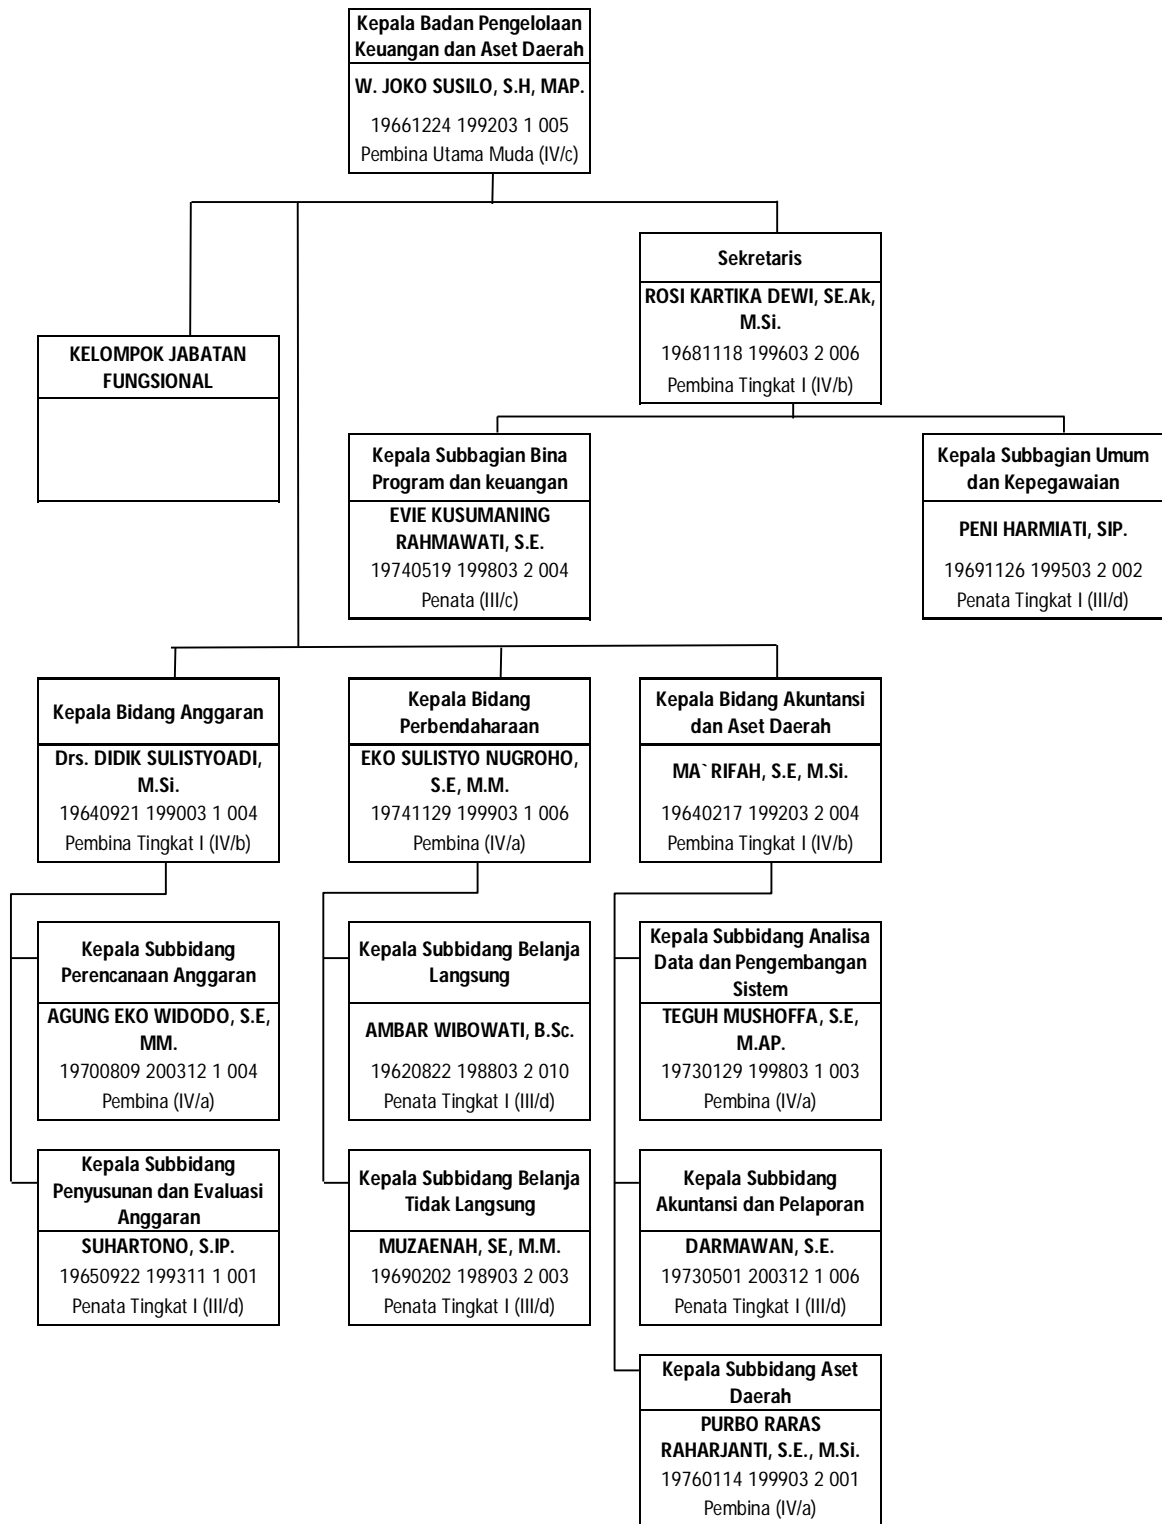 Kepala Badan Pengelolaan
Keuangan dan Aset Daerah
W. JOKO SUSILO, S.H, MAP.
19661224 199203 1 005
Pembina Utama Muda (IV/c)
Sekretaris
ROSI KARTIKA DEWI, SE.Ak,
M.Si.
19681118 199603 2 006
Pembina Tingkat I (IV/b)
KELOMPOK JABATAN
FUNGSIONAL
Kepala Subbagian Bina
Program dan keuangan
EVIE KUSUMANING
RAHMAWATI, S.E.
19740519 199803 2 004
Penata (III/c)
Kepala Subbagian Umum
dan Kepegawaian
PENI HARMIATI, SIP.
19691126 199503 2 002
Penata Tingkat I (III/d)
Kepala Bidang Anggaran
Drs. DIDIK SULISTYOADI,
M.Si.
19640921 199003 1 004
Pembina Tingkat I (IV/b)
Kepala Bidang
Perbendaharaan
EKO SULISTYO NUGROHO,
S.E, M.M.
19741129 199903 1 006
Pembina (IV/a)
Kepala Bidang Akuntansi
dan Aset Daerah
MA` RIFAH, S.E, M.Si.
19640217 199203 2 004
Pembina Tingkat I (IV/b)
Kepala Subbidang
Perencanaan Anggaran
AGUNG EKO WIDODO, S.E,
MM.
19700809 200312 1 004
Pembina (IV/a)
Kepala Subbidang Belanja
Langsung
AMBAR WIBOWATI, B.Sc.
19620822 198803 2 010
Penata Tingkat I (III/d)
Kepala Subbidang Analisa
Data dan Pengembangan
Sistem
TEGUH MUSHOFFA, S.E,
M.AP.
19730129 199803 1 003
Pembina (IV/a)
Kepala Subbidang
Penyusunan dan Evaluasi
Anggaran
SUHARTONO, S.IP.
19650922 199311 1 001
Penata Tingkat I (III/d)
Kepala Subbidang Belanja
Tidak Langsung
MUZAENAH, SE, M.M.
19690202 198903 2 003
Penata Tingkat I (III/d)
Kepala Subbidang
Akuntansi dan Pelaporan
DARMAWAN, S.E.
19730501 200312 1 006
Penata Tingkat I (III/d)
Kepala Subbidang Aset
Daerah
PURBO RARAS
RAHARJANTI, S.E., M.Si.
19760114 199903 2 001
Pembina (IV/a)